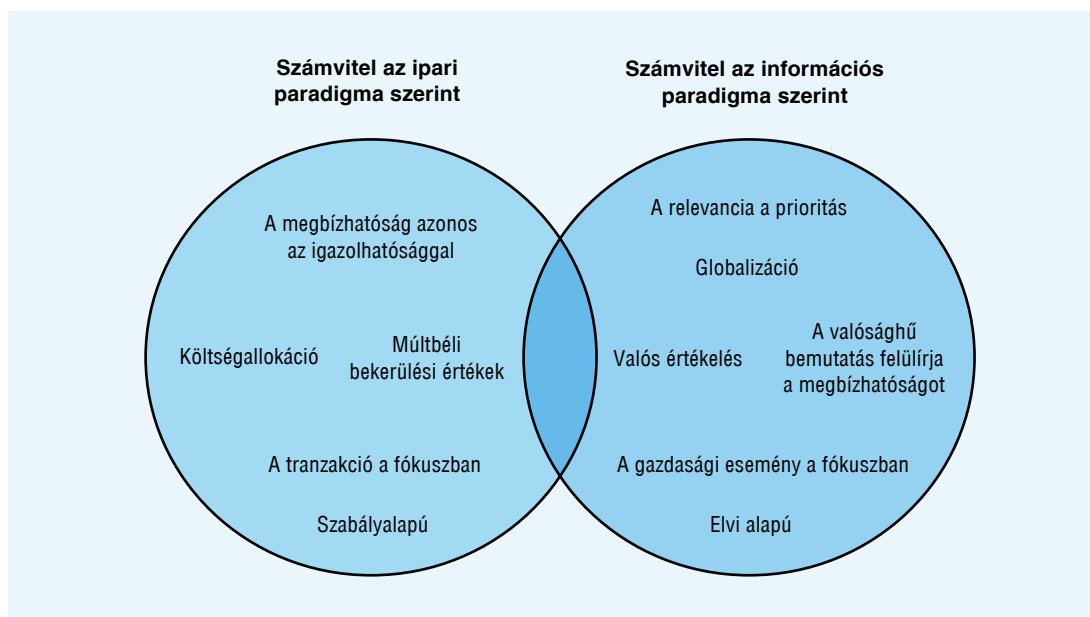 Számvitel az ipari
paradigma szerint
Számvitel az információs
paradigma szerint
A megbízhatóság azonos
az igazolhatósággal
Költségallokáció
Múltbéli
bekerülési értékek
A tranzakció a fókuszban
Szabályalapú
A relevancia a prioritás
Globalizáció
Valós értékelés
A valósághű
bemutatás felülírja
a megbízhatóságot
A gazdasági esemény a fókuszban
Elvi alapú